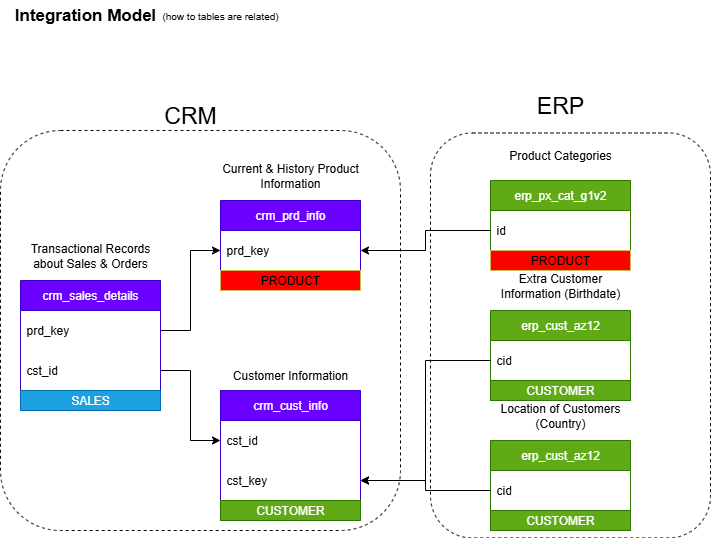 Integration Model (how to tables are related)
CRM
ERP
Product Categories
erp_px_cat_g1v2
id
PRODUCT
Current & History Product
Information
crm_prd_info
prd_key
PRODUCT
Transactional Records
about Sales & Orders
crm_sales_details
prd_key
cst_id
SALES
Extra Customer
Information (Birthdate)
erp_cust_az12
cid
CUSTOMER
Customer Information
crm_cust_info
cst_id
cst_key
CUSTOMER
Location of Customers
(Country)
erp_cust_az12
cid
CUSTOMER